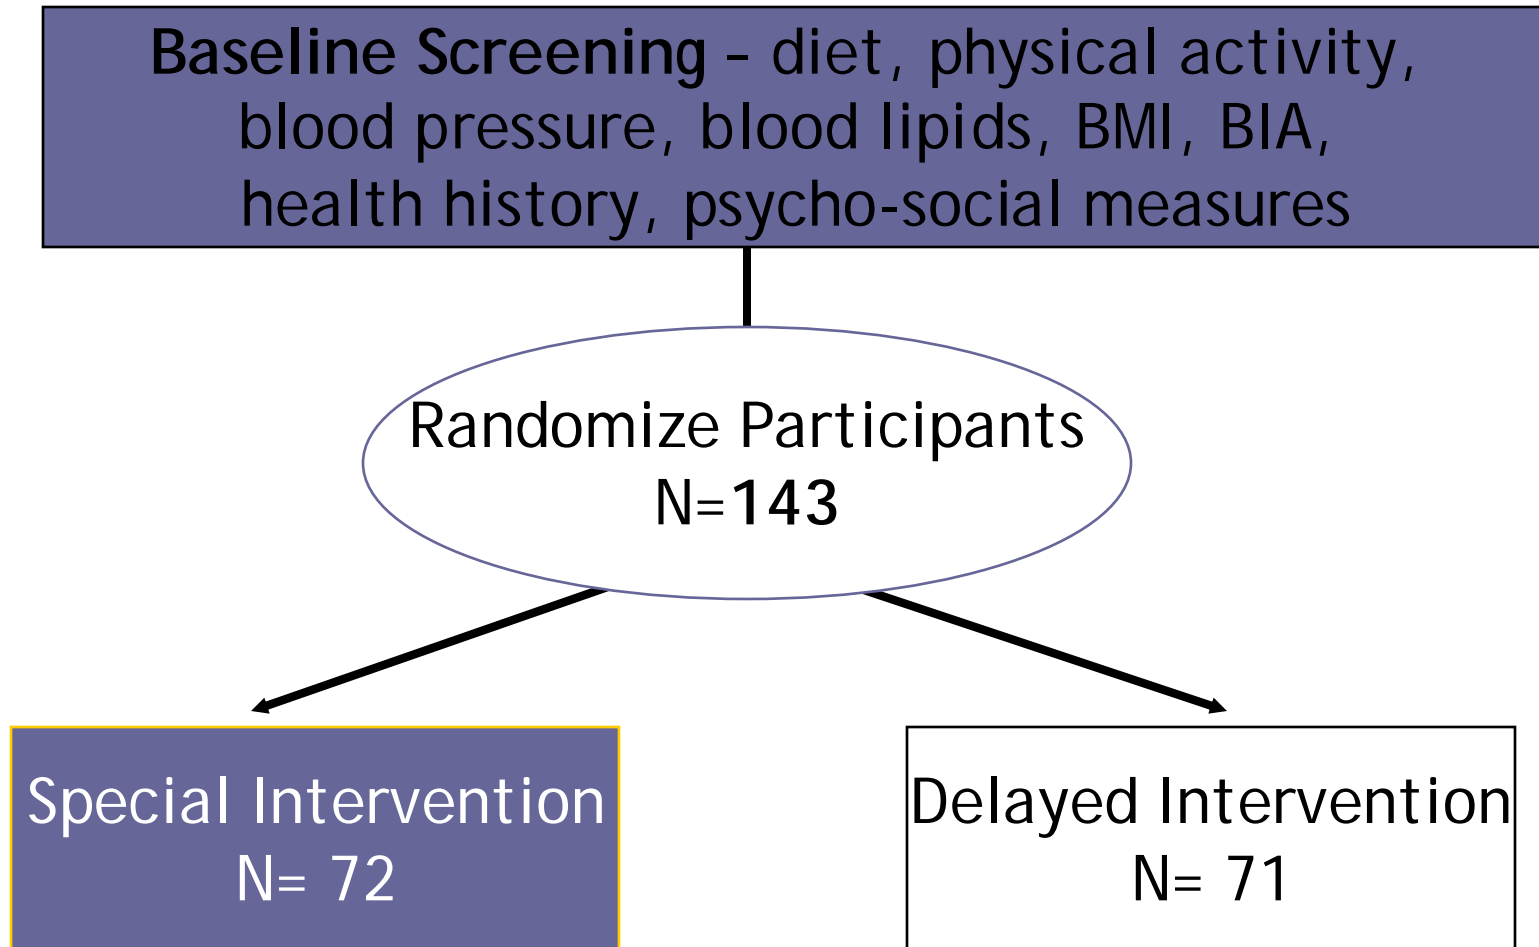 Baseline Screening – diet, physical activity,
blood pressure, blood lipids, BMI, BIA,
health history, psycho-social measures
Randomize Participants
N=143
Special Intervention
N= 72
Delayed Intervention
N= 71